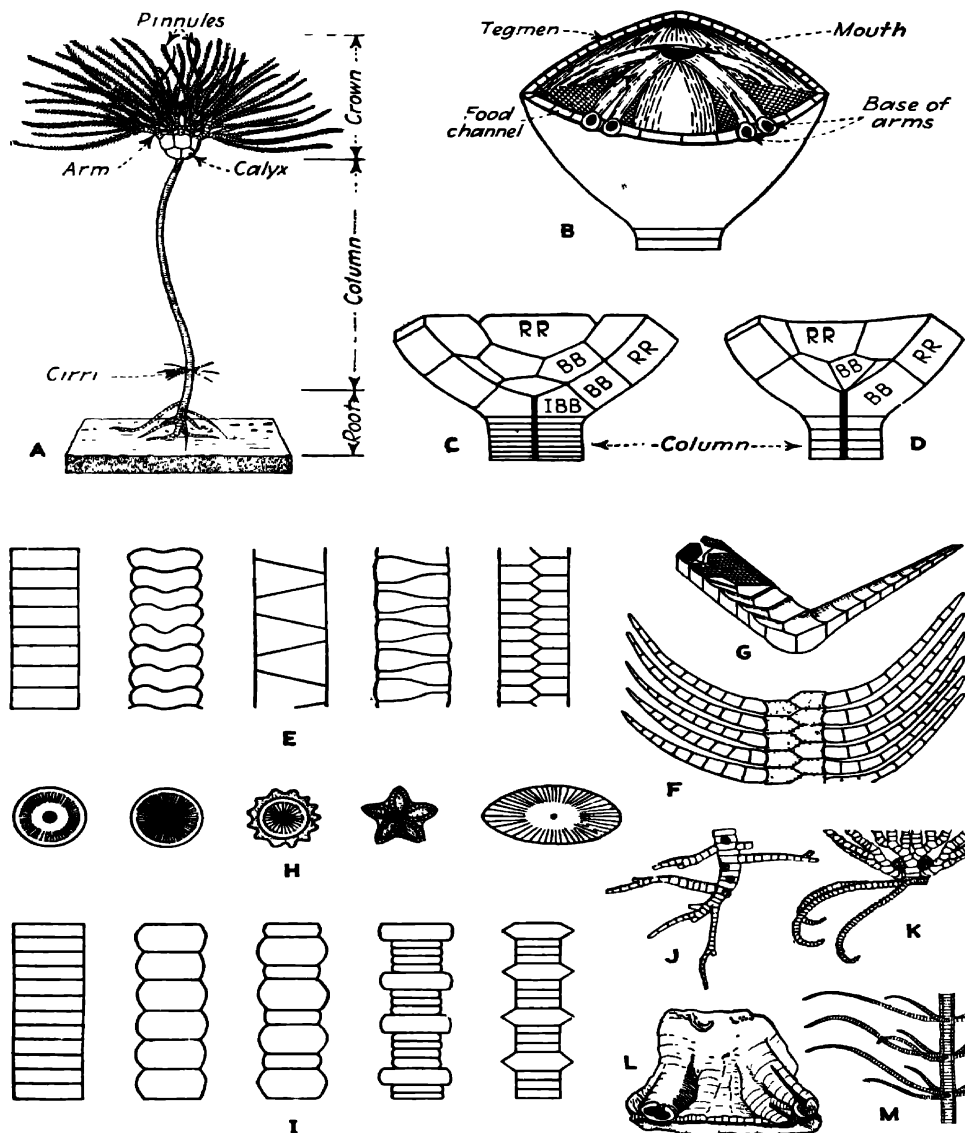 Pinnules
Crown
Arm
Calyx
Column
Cirri
Root
A
Tegmen
Mouth
Food
channel
Base of
arms
B
RR
BB
RR
BB
IBB
C
Column
RR
BB
RR
BB
D
E
G
F
H
J
K
I
L
M